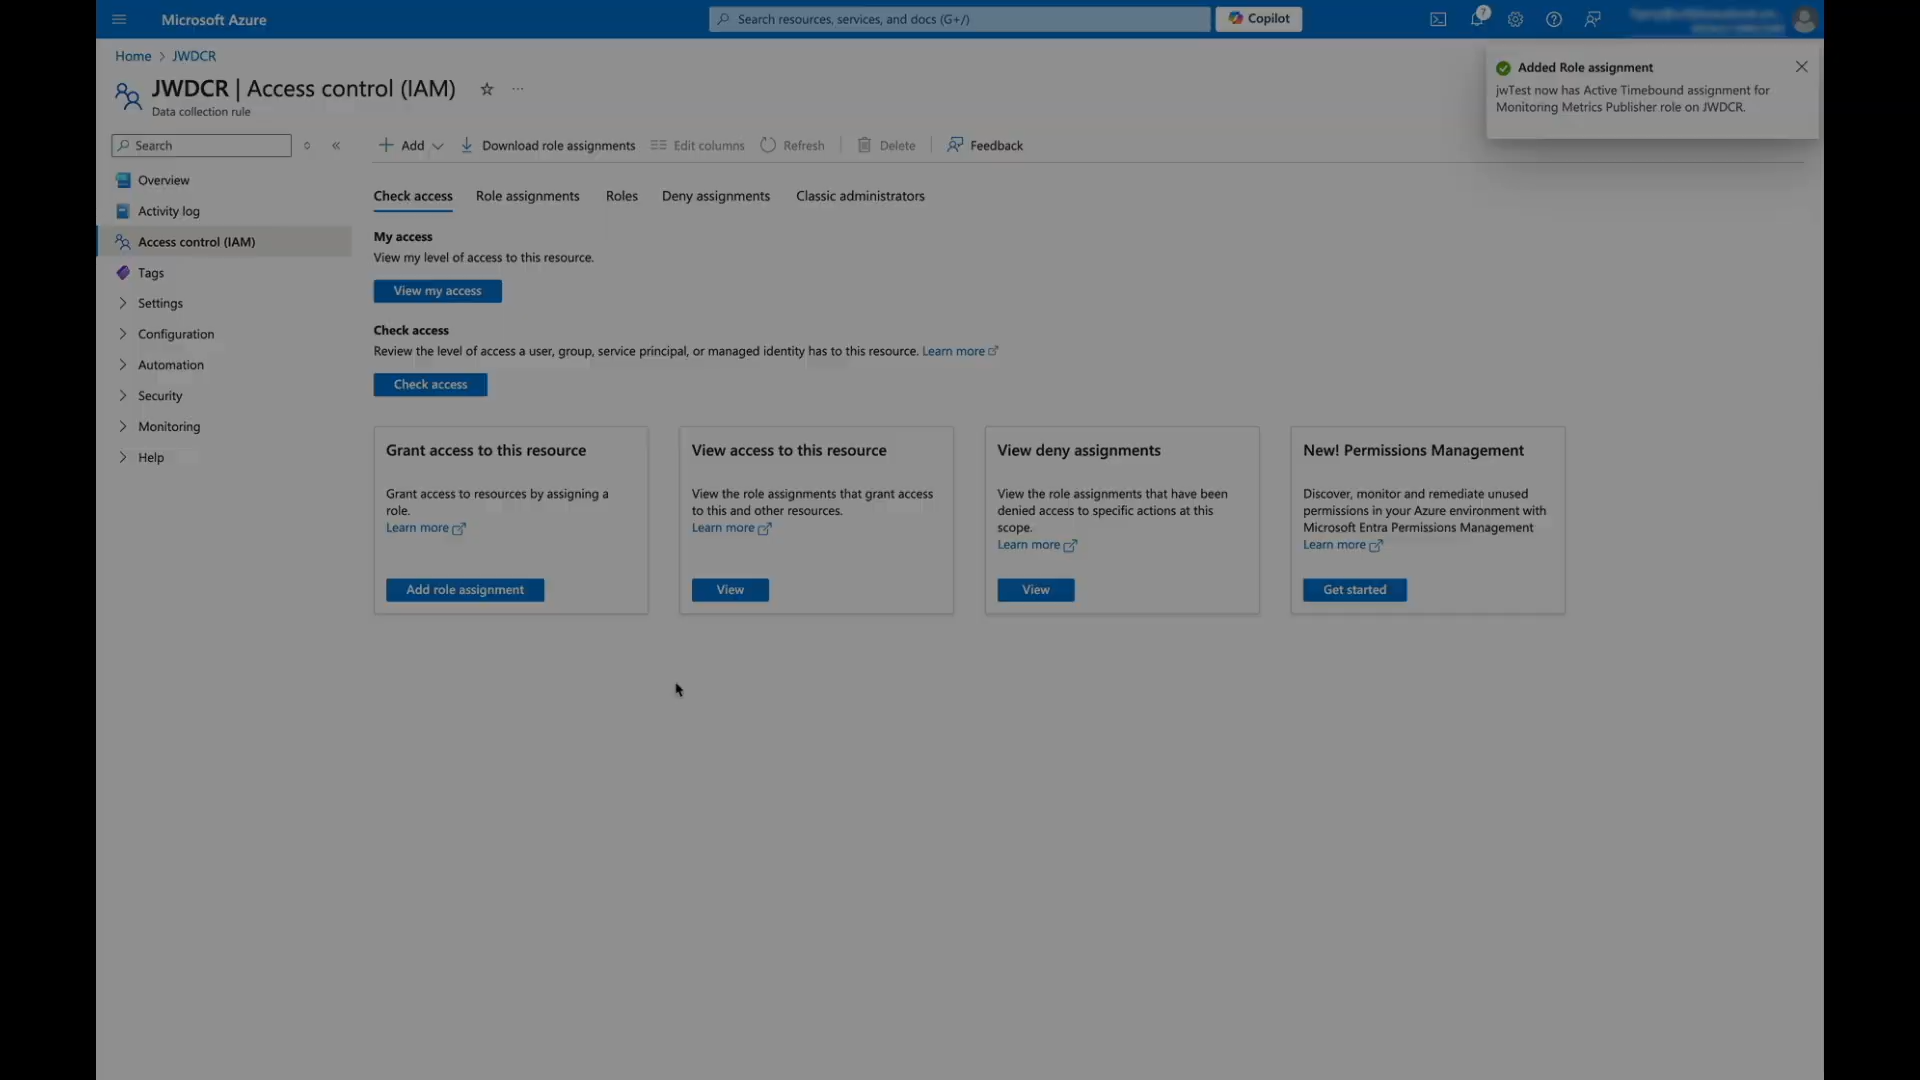 Microsoft Azure
Search resources, services, and docs (G+/)
Copilot
7
Home > JWDCR
JWDCR | Access control (IAM)
Data collection rule
Added Role assignment
jwTest now has Active Timebound assignment for
Monitoring Metrics Publisher role on JWDCR.
Search
Add
Download role assignments
Edit columns
Refresh
Delete
Feedback
Overview
Activity log
Access control (IAM)
Tags
Settings
Configuration
Automation
Security
Monitoring
Help
Check access
Role assignments
Roles
Deny assignments
Classic administrators
My access
View my level of access to this resource.
View my access
Check access
Review the level of access a user, group, service principal, or managed identity has to this resource. Learn more
Check access
Grant access to this resource
Grant access to resources by assigning a
role.
Learn more
Add role assignment
View access to this resource
View the role assignments that grant access
to this and other resources.
Learn more
View
View deny assignments
View the role assignments that have been
denied access to specific actions at this
scope.
Learn more
View
New! Permissions Management
Discover, monitor and remediate unused
permissions in your Azure environment with
Microsoft Entra Permissions Management
Learn more
Get started